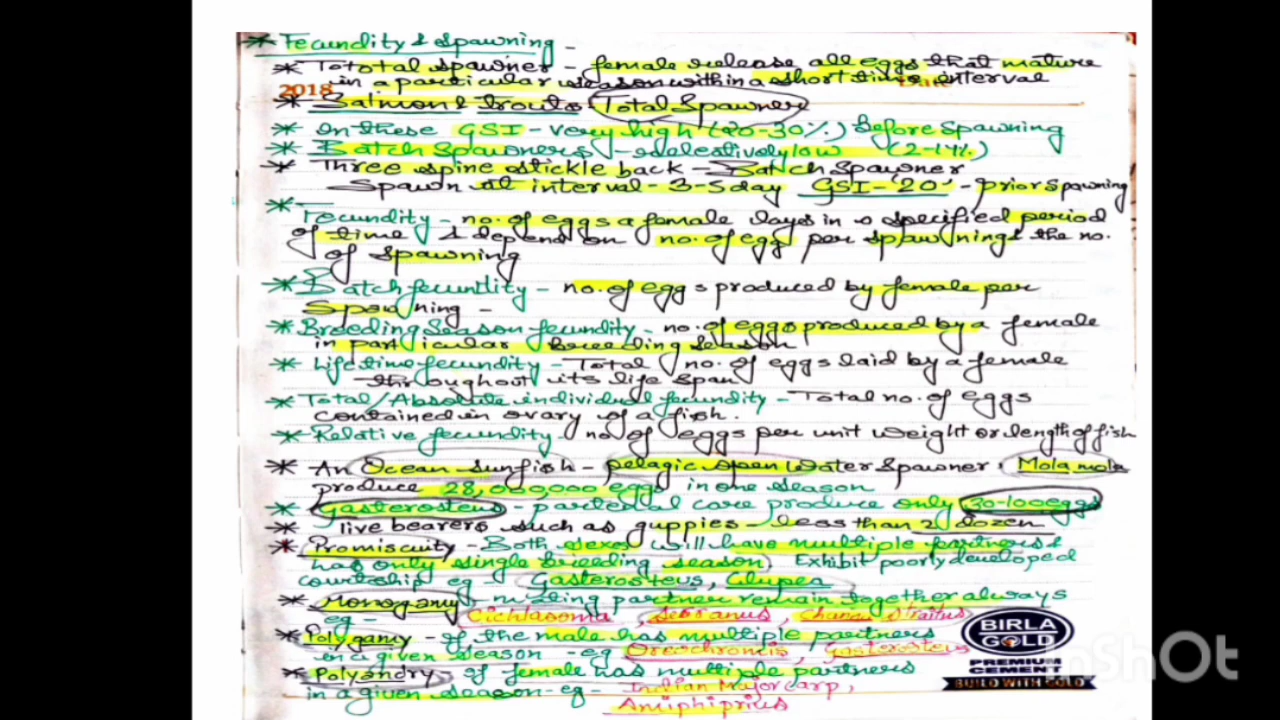 * Fecundity & spawning -
* Tototal spawner - female release all eggs that mature
in a particular season within a short time interval
2018
* Salmon & Trouts - Total Spawner
* In these GSI - very high (20-30%) before spawning
* Batch Spawners - relatively low
* Three spine stickle back - Batch Spawner
Spawn at interval - 3-5 day GSI - '20' - prior spawning
*
Fecundity - no. of eggs a female layes in a specified period
of time & depend on no. of egg per spawning & the no.
of spawning
* Batch fecundity - no. of eggs produced by female per
Spawning -
* Breeding Season fecundity - no. of eggs produced by a female
in particular breeding season
* Life time fecundity - Total no. of eggs laid by a female
throughout its life span
* Total/Absolute individual fecundity - Total no. of eggs
contained in ovary of a fish.
* Relative fecundity - no. of eggs per unit weight or length of fish
* An Ocean sunfish - pelagic open water spawner, Mola mola
produce 28,000,000 eggs in one season
* Gasterosteus - parental care produce only 30-100 eggs
* live bearers such as guppies - less than 2 dozen
* Promiscuity - Both sexes will have multiple partners &
has only single breeding season) Exhibit poorly developed
courtship eg - Gasterosteus, Clupea
* Monogamy - mating partner remain together always
eg - Cichlasoma, Serranus, Channa straitus
* Polygamy - If the male has multiple partners
in a given season - eg Oreochromis, Gasterosteus
* Polyandry if female has multiple partners
in a given season - eg - Indian Major carp,
Amiphiprius
BIRLA
GOLD
PREMIUM
CEMENT
BUILD WITH GOLD
InShOt